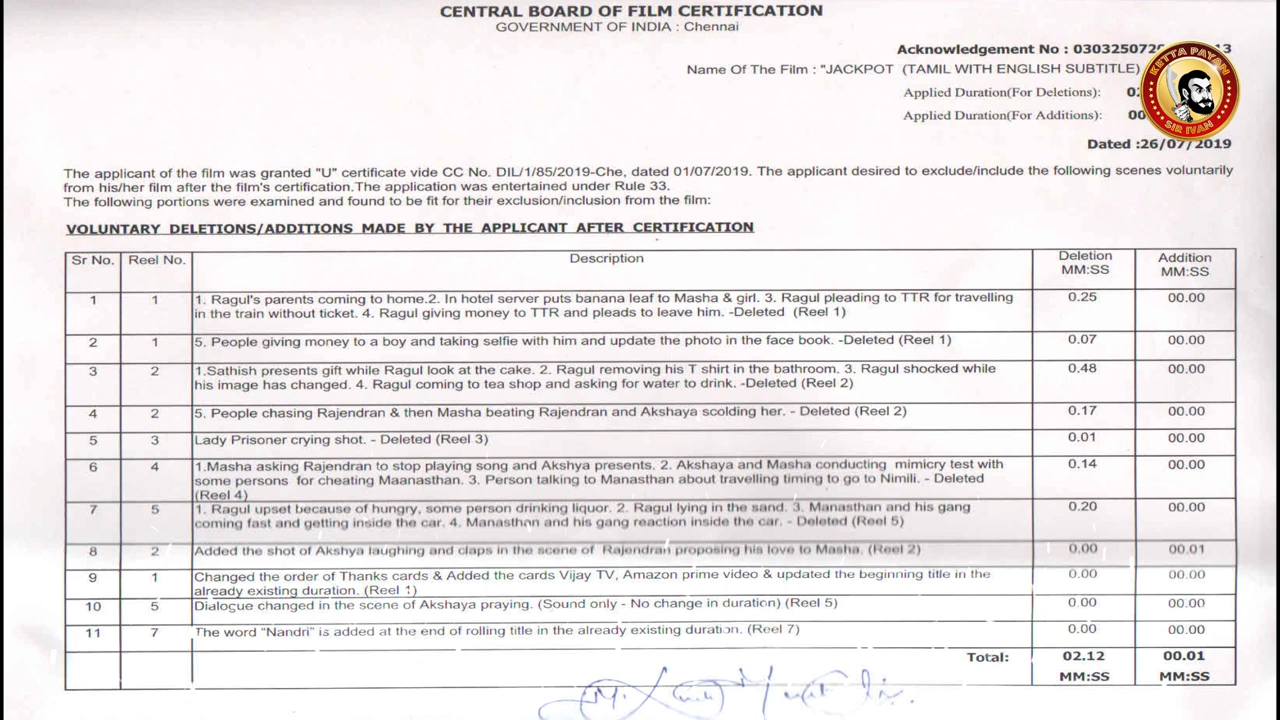 CENTRAL BOARD OF FILM CERTIFICATION
GOVERNMENT OF INDIA : Chennai
Acknowledgement No : 0303250720
Name Of The Film : "JACKPOT (TAMIL WITH ENGLISH SUBTITLE)
KETTA PAYAN
SIR IVAN
Applied Duration(For Deletions):
Applied Duration(For Additions): 00
Dated :26/07/2019
The applicant of the film was granted "U" certificate vide CC No. DIL/1/85/2019-Che, dated 01/07/2019. The applicant desired to exclude/include the following scenes voluntarily
from his/her film after the film's certification.The application was entertained under Rule 33.
The following portions were examined and found to be fit for their exclusion/inclusion from the film:
VOLUNTARY DELETIONS/ADDITIONS MADE BY THE APPLICANT AFTER CERTIFICATION
Sr No. Reel No. Description Deletion MM:SS Addition MM:SS
1 1 1. Ragul's parents coming to home.2. In hotel server puts banana leaf to Masha & girl. 3. Ragul pleading to TTR for travelling 0.25 00.00
in the train without ticket. 4. Ragul giving money to TTR and pleads to leave him. -Deleted (Reel 1)
2 1 5. People giving money to a boy and taking selfie with him and update the photo in the face book. -Deleted (Reel 1) 0.07 00.00
3 2 1.Sathish presents gift while Ragul look at the cake. 2. Ragul removing his T shirt in the bathroom. 3. Ragul shocked while 0.48 00.00
his image has changed. 4. Ragul coming to tea shop and asking for water to drink. -Deleted (Reel 2)
4 2 5. People chasing Rajendran & then Masha beating Rajendran and Akshaya scolding her. - Deleted (Reel 2) 0.17 00.00
5 3 Lady Prisoner crying shot. - Deleted (Reel 3) 0.01 00.00
6 4 1.Masha asking Rajendran to stop playing song and Akshya presents. 2. Akshaya and Masha conducting mimicry test with 0.14 00.00
some persons for cheating Maanasthan. 3. Person talking to Manasthan about travelling timing to go to Nimili. - Deleted
(Reel 4)
7 5 1. Ragul upset because of hungry, some person drinking liquor. 2. Ragul lying in the sand. 3. Manasthan and his gang 0.20 00.00
coming fast and getting inside the car. 4. Manasthan and his gang reaction inside the car. - Deleted (Reel 5)
8 2 Added the shot of Akshya laughing and claps in the scene of Rajendran proposing his love to Masha. (Reel 2) 0.00 00.01
9 1 Changed the order of Thanks cards & Added the cards Vijay TV, Amazon prime video & updated the beginning title in the 0.00 00.00
already existing duration. (Reel 1)
10 5 Dialogue changed in the scene of Akshaya praying. (Sound only - No change in duration) (Reel 5) 0.00 00.00
11 7 The word "Nandri" is added at the end of rolling title in the already existing duration. (Reel 7) 0.00 00.00
Total: 02.12 00.01
MM:SS MM:SS